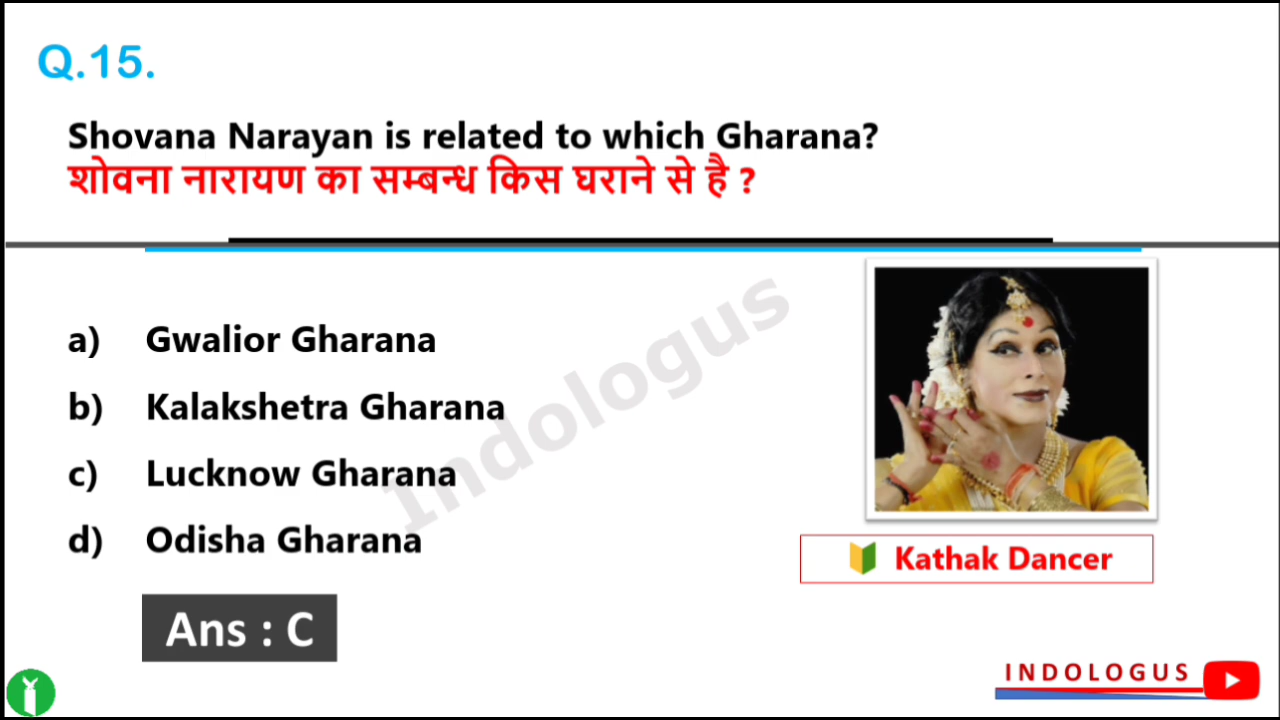 Q.15.
Shovana Narayan is related to which Gharana?
शोवना नारायण का सम्बन्ध किस घराने से है ?
a) Gwalior Gharana
b) Kalakshetra Gharana
c) Lucknow Gharana
d) Odisha Gharana
Indologus
Kathak Dancer
Ans : C
INDOLOGUS